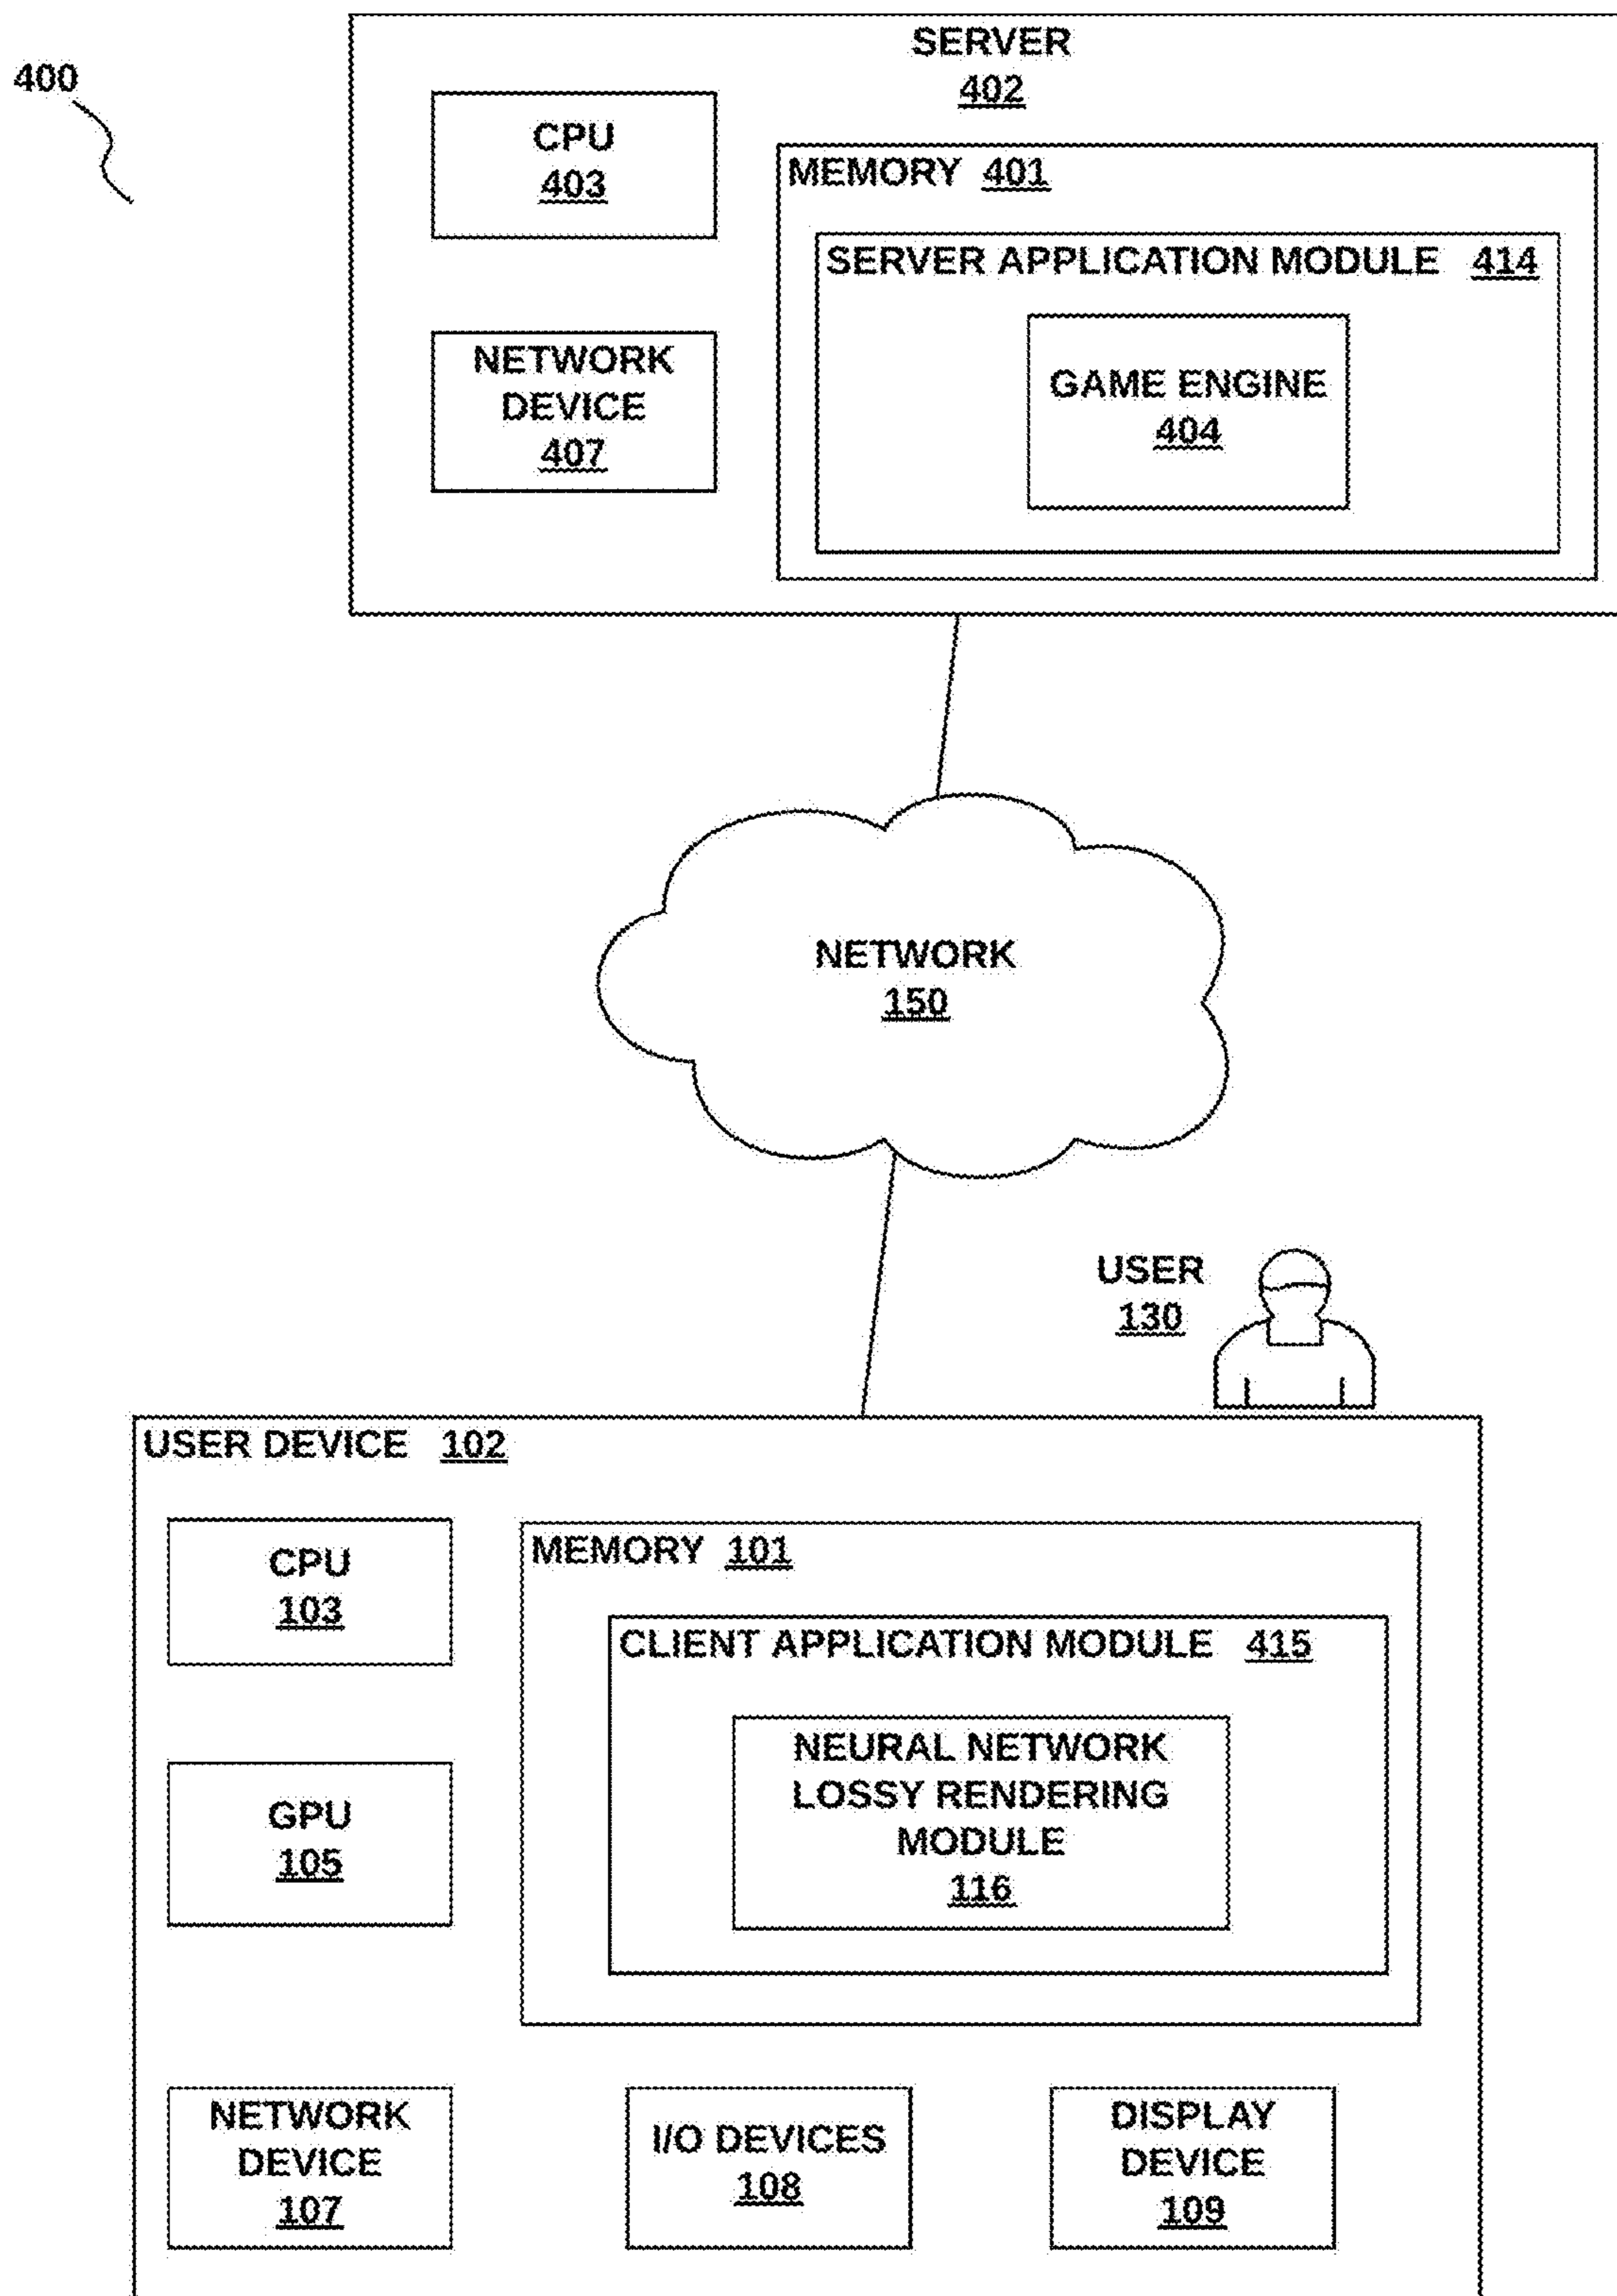 400
SERVER
402
CPU
403
MEMORY 401
SERVER APPLICATION MODULE 414
NETWORK
DEVICE
407
GAME ENGINE
404
NETWORK
150
USER
130
USER DEVICE 102
CPU
103
MEMORY 101
CLIENT APPLICATION MODULE 415
NEURAL NETWORK
LOSSY RENDERING
MODULE
116
GPU
105
NETWORK
DEVICE
107
I/O DEVICES
108
DISPLAY
DEVICE
109